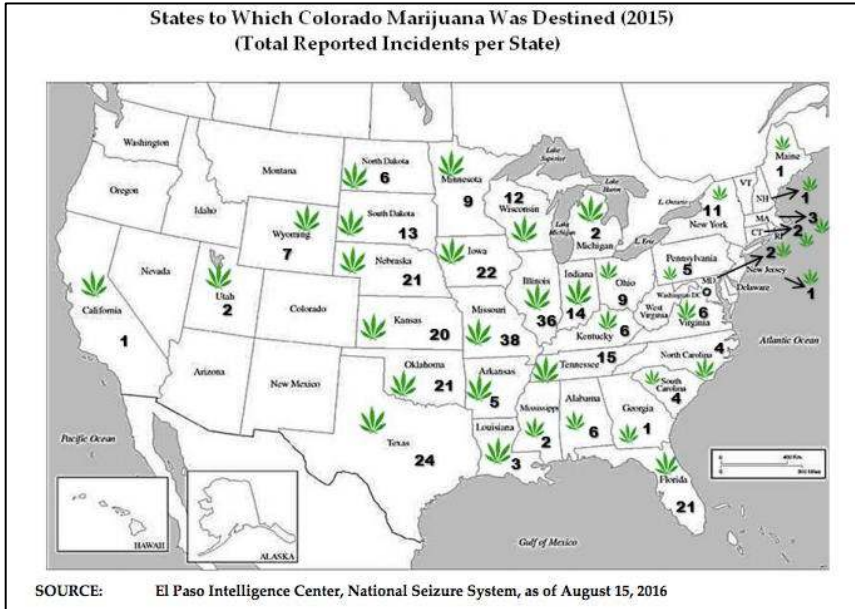 States to Which Colorado Marijuana Was Destined (2015)
(Total Reported Incidents per State)
Washington
Oregon
Idaho
Montana
Wyoming
7
Nevada
California
1
Utah
2
Arizona
Colorado
New Mexico
North Dakota
6
South Dakota
13
Nebraska
21
Kansas
20
Oklahoma
21
Texas
24
Minnesota
9
Iowa
22
Missouri
38
Arkansas
5
Louisiana
3
12
Wisconsin
Illinois
36
Lake Superior
Lake Michigan
Lake Huron
L. Erie
L. Ontario
2
Michigan
Indiana
14
Ohio
9
Kentucky
6
Tennessee
15
Mississippi
2
Alabama
6
Georgia
1
Florida
21
South Carolina
4
North Carolina
4
West Virginia
Virginia
6
Washington DC
MD
2
Delaware
Pennsylvania
5
New Jersey
1
11
New York
VT
NH
1
MA
3
CT
2
RI
Maine
1
Atlantic Ocean
Pacific Ocean
Gulf of Mexico
HAWAII
ALASKA
SOURCE: El Paso Intelligence Center, National Seizure System, as of August 15, 2016